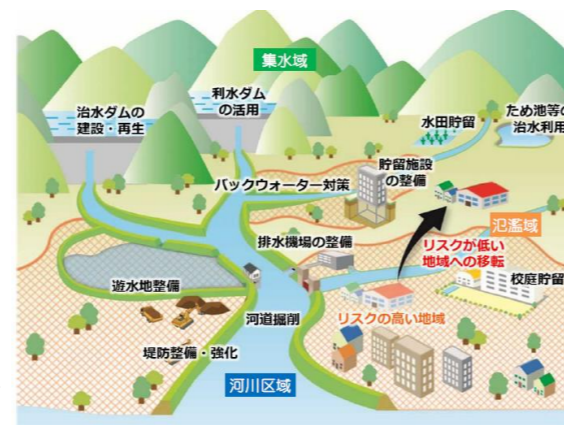 集水域
治水ダムの
建設・再生
利水ダム
の活用
水田貯留
ため池等の
治水利用
貯留施設
の整備
バックウォーター対策
氾濫域
リスクが低い
地域への移転
排水機場の整備
校庭貯留
遊水地整備
リスクの高い地域
河道掘削
堤防整備・強化
河川区域